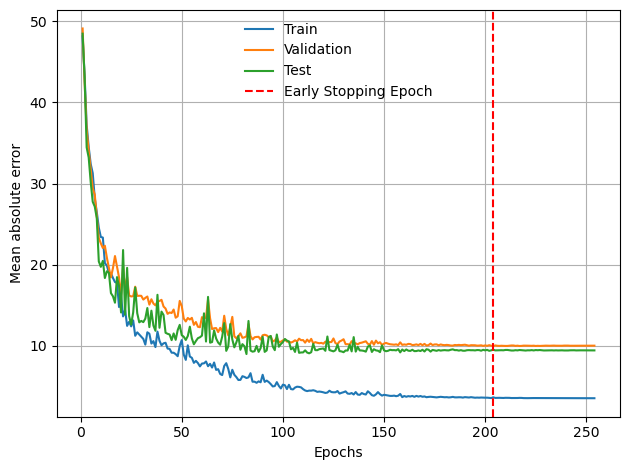 50
40
30
20
10
Mean absolute error
Train
Validation
Test
Early Stopping Epoch
0
50
100
150
200
250
Epochs